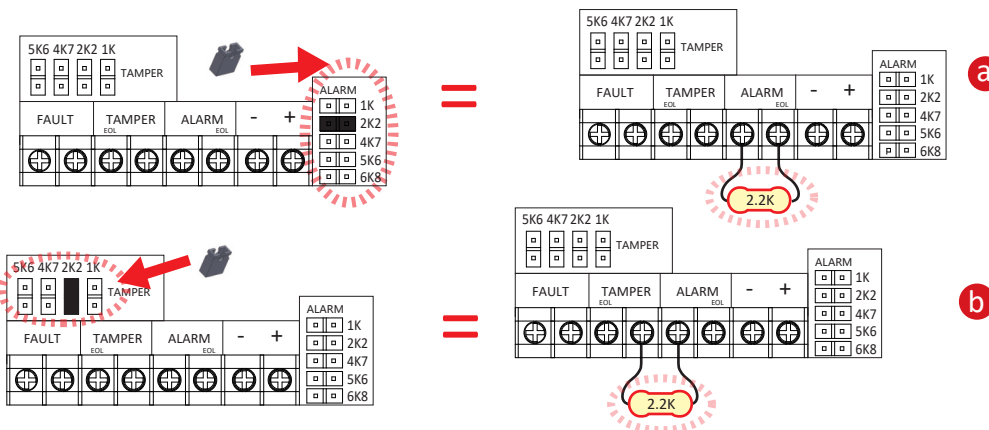 5K6 4K7 2K2 1K
TAMPER
FAULT TAMPER ALARM - +
EOL EOL
ALARM
1K
2K2
4K7
5K6
6K8
=
5K6 4K7 2K2 1K
TAMPER
FAULT TAMPER ALARM - +
EOL EOL
ALARM
1K
2K2
4K7
5K6
6K8
2.2K
a
5K6 4K7 2K2 1K
TAMPER
FAULT TAMPER ALARM - +
EOL EOL
ALARM
1K
2K2
4K7
5K6
6K8
=
5K6 4K7 2K2 1K
TAMPER
FAULT TAMPER ALARM - +
EOL EOL
ALARM
1K
2K2
4K7
5K6
6K8
2.2K
b